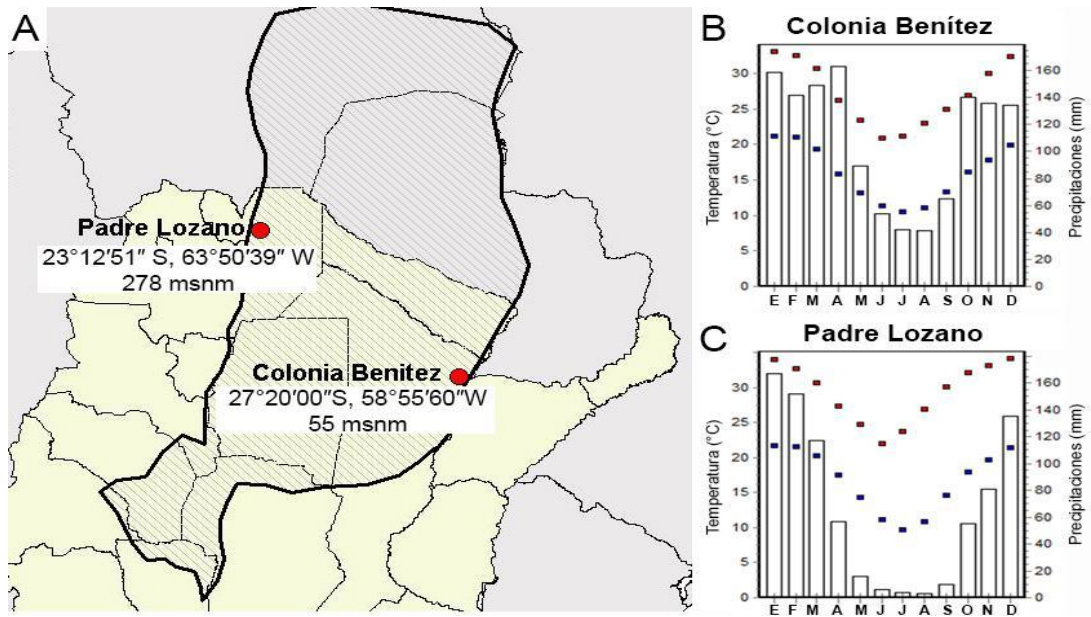 A
Padre Lozano
23°12′51″ S, 63°50′39″ W
278 msnm
Colonia Benitez
27°20′00″S, 58°55′60″W
55 msnm
B
Colonia Benítez
Temperatura (°C)
30
25
20
15
10
5
0
160
140
120
100
80
60
40
20
0
Precipitaciones (mm)
E F M A M J J A S O N D
C
Padre Lozano
Temperatura (°C)
30
25
20
15
10
5
0
160
140
120
100
80
60
40
20
0
Precipitaciones (mm)
E F M A M J J A S O N D